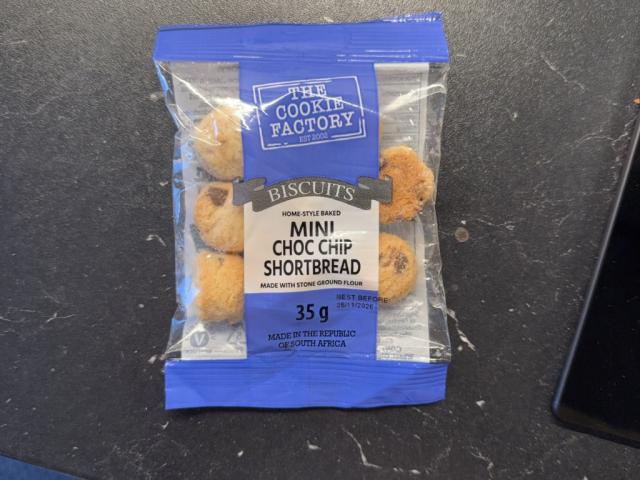 THE
COOKIE
FACTORY
EST 2002
BISCUITS
HOME-STYLE BAKED
MINI
CHOC CHIP
SHORTBREAD
MADE WITH STONE GROUND FLOUR
BEST BEFORE:
35 g
MADE IN THE REPUBLIC
OF SOUTH AFRICA
V